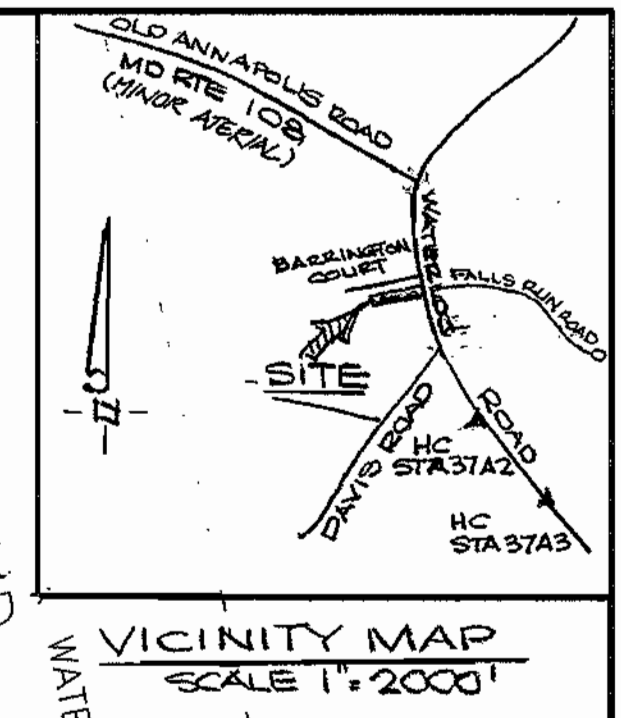 OLD ANNAPOLIS ROAD
MD RTE 108
(MINOR ATERIAL)
WATERLOO
BARRINGTON
COURT
FALLS RUN ROAD
SITE
DAVIS ROAD
ROAD
HC
STA 37A2
HC
STA 37A3
VICINITY MAP
SCALE 1"= 2000'
WATE